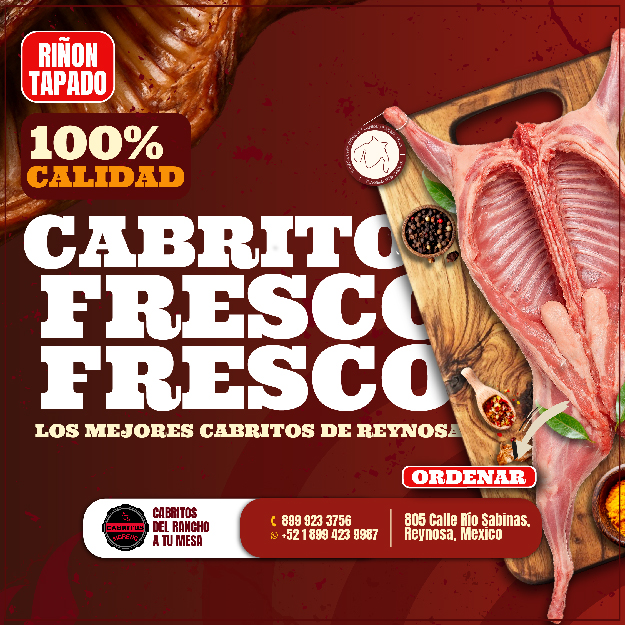 RIÑON
TAPADO
100%
CALIDAD
CABRITO
FRESCO
FRESCO
LOS MEJORES CABRITOS DE REYNOSA
ORDENAR
CABRITOS
CABRITOS
DEL RANCHO
A TU MESA
899 923 3756
+52 1 899 423 9987
805 Calle Río Sabinas,
Reynosa, Mexico